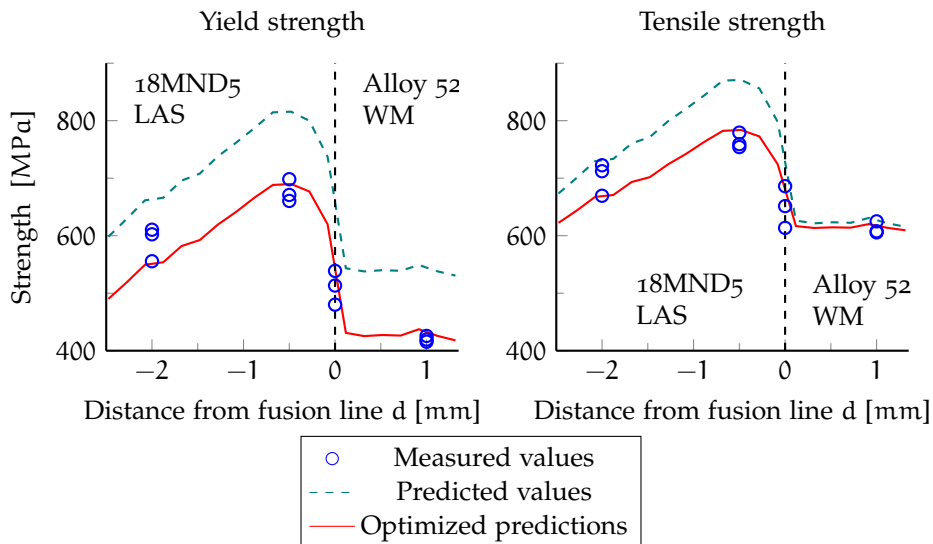 Yield strength
Tensile strength
18MND5
LAS
Alloy 52
WM
800
600
400
Strength [MPa]
−2
−1
0
1
Distance from fusion line d [mm]
800
600
400
18MND5
LAS
Alloy 52
WM
−2
−1
0
1
Distance from fusion line d [mm]
Measured values
Predicted values
Optimized predictions